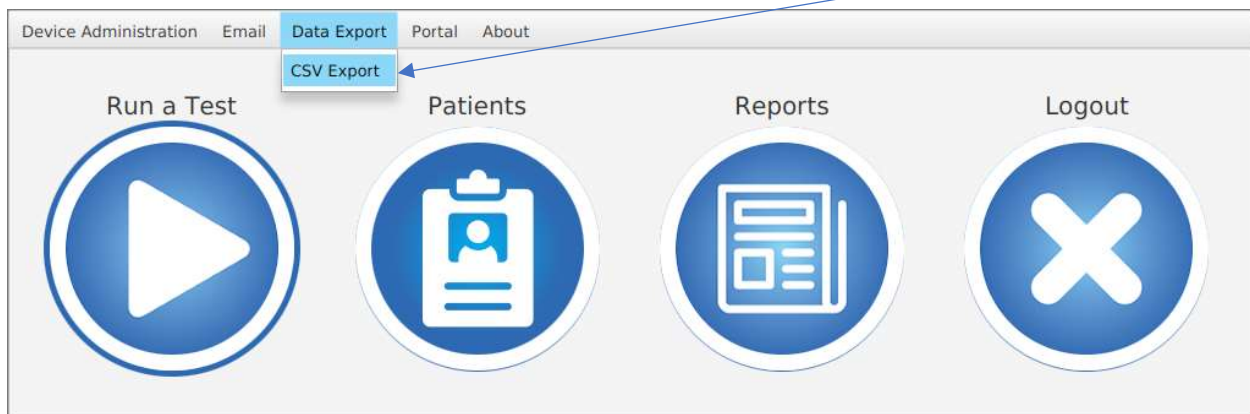 Device Administration Email Data Export Portal About
CSV Export
Run a Test Patients Reports Logout